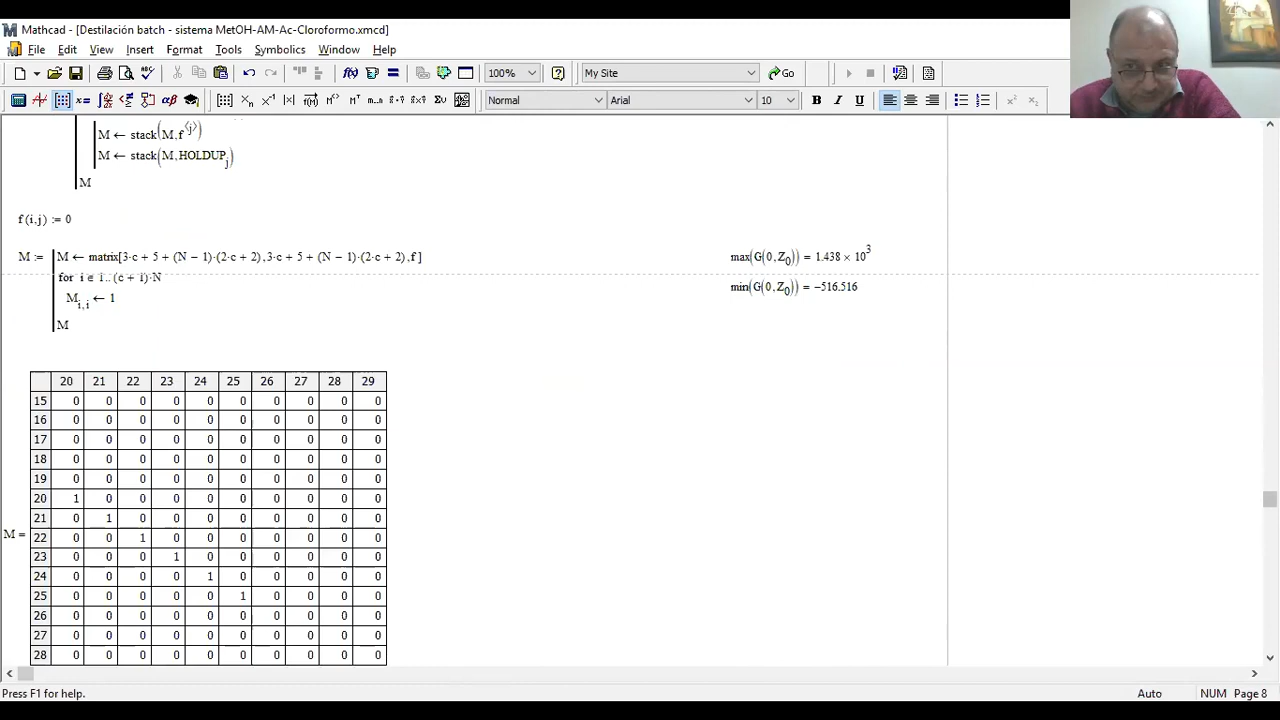 Mathcad - [Destilación batch - sistema MetOH-AM-Ac-Cloroformo.xmcd]
File Edit View Insert Format Tools Symbolics Window Help
100% My Site Go
Normal Arial 10 B I U
M ← stack(M,f⟨j⟩)
M ← stack(M,HOLDUPj)
M
f(i,j) := 0
M := M ← matrix[3·c + 5 + (N − 1)·(2·c + 2),3·c + 5 + (N − 1)·(2·c + 2),f]
for i ∈ 1..(c + 1)·N
Mi,i ← 1
M
max(G(0,Z0)) = 1.438 × 10^3
min(G(0,Z0)) = −516.516
20 21 22 23 24 25 26 27 28 29
15 0 0 0 0 0 0 0 0 0 0
16 0 0 0 0 0 0 0 0 0 0
17 0 0 0 0 0 0 0 0 0 0
18 0 0 0 0 0 0 0 0 0 0
19 0 0 0 0 0 0 0 0 0 0
20 1 0 0 0 0 0 0 0 0 0
21 0 1 0 0 0 0 0 0 0 0
M = 22 0 0 1 0 0 0 0 0 0 0
23 0 0 0 1 0 0 0 0 0 0
24 0 0 0 0 1 0 0 0 0 0
25 0 0 0 0 0 1 0 0 0 0
26 0 0 0 0 0 0 0 0 0 0
27 0 0 0 0 0 0 0 0 0 0
28 0 0 0 0 0 0 0 0 0 0
Press F1 for help. Auto NUM Page 8